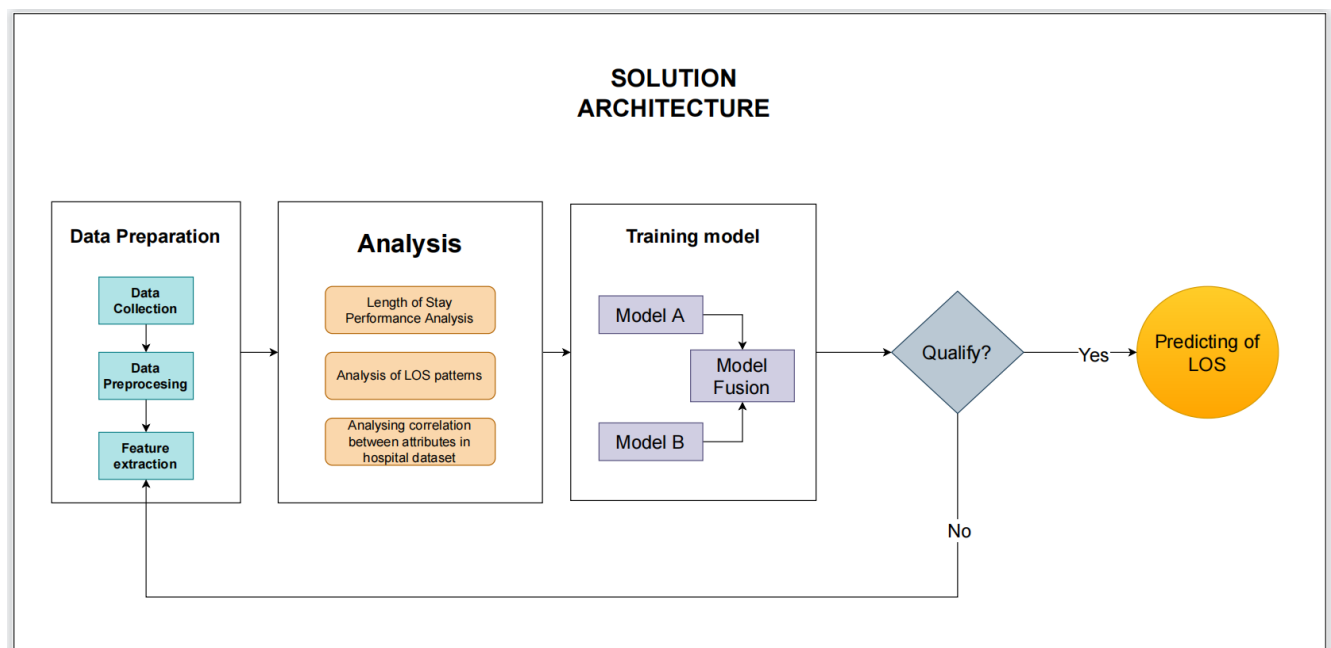 SOLUTION
ARCHITECTURE
Data Preparation
Data
Collection
Data
Preprocesing
Feature
extraction
Analysis
Length of Stay
Performance Analysis
Analysis of LOS patterns
Analysing correlation
between attributes in
hospital dataset
Training model
Model A
Model
Fusion
Model B
Qualify?
Yes
Predicting of
LOS
No